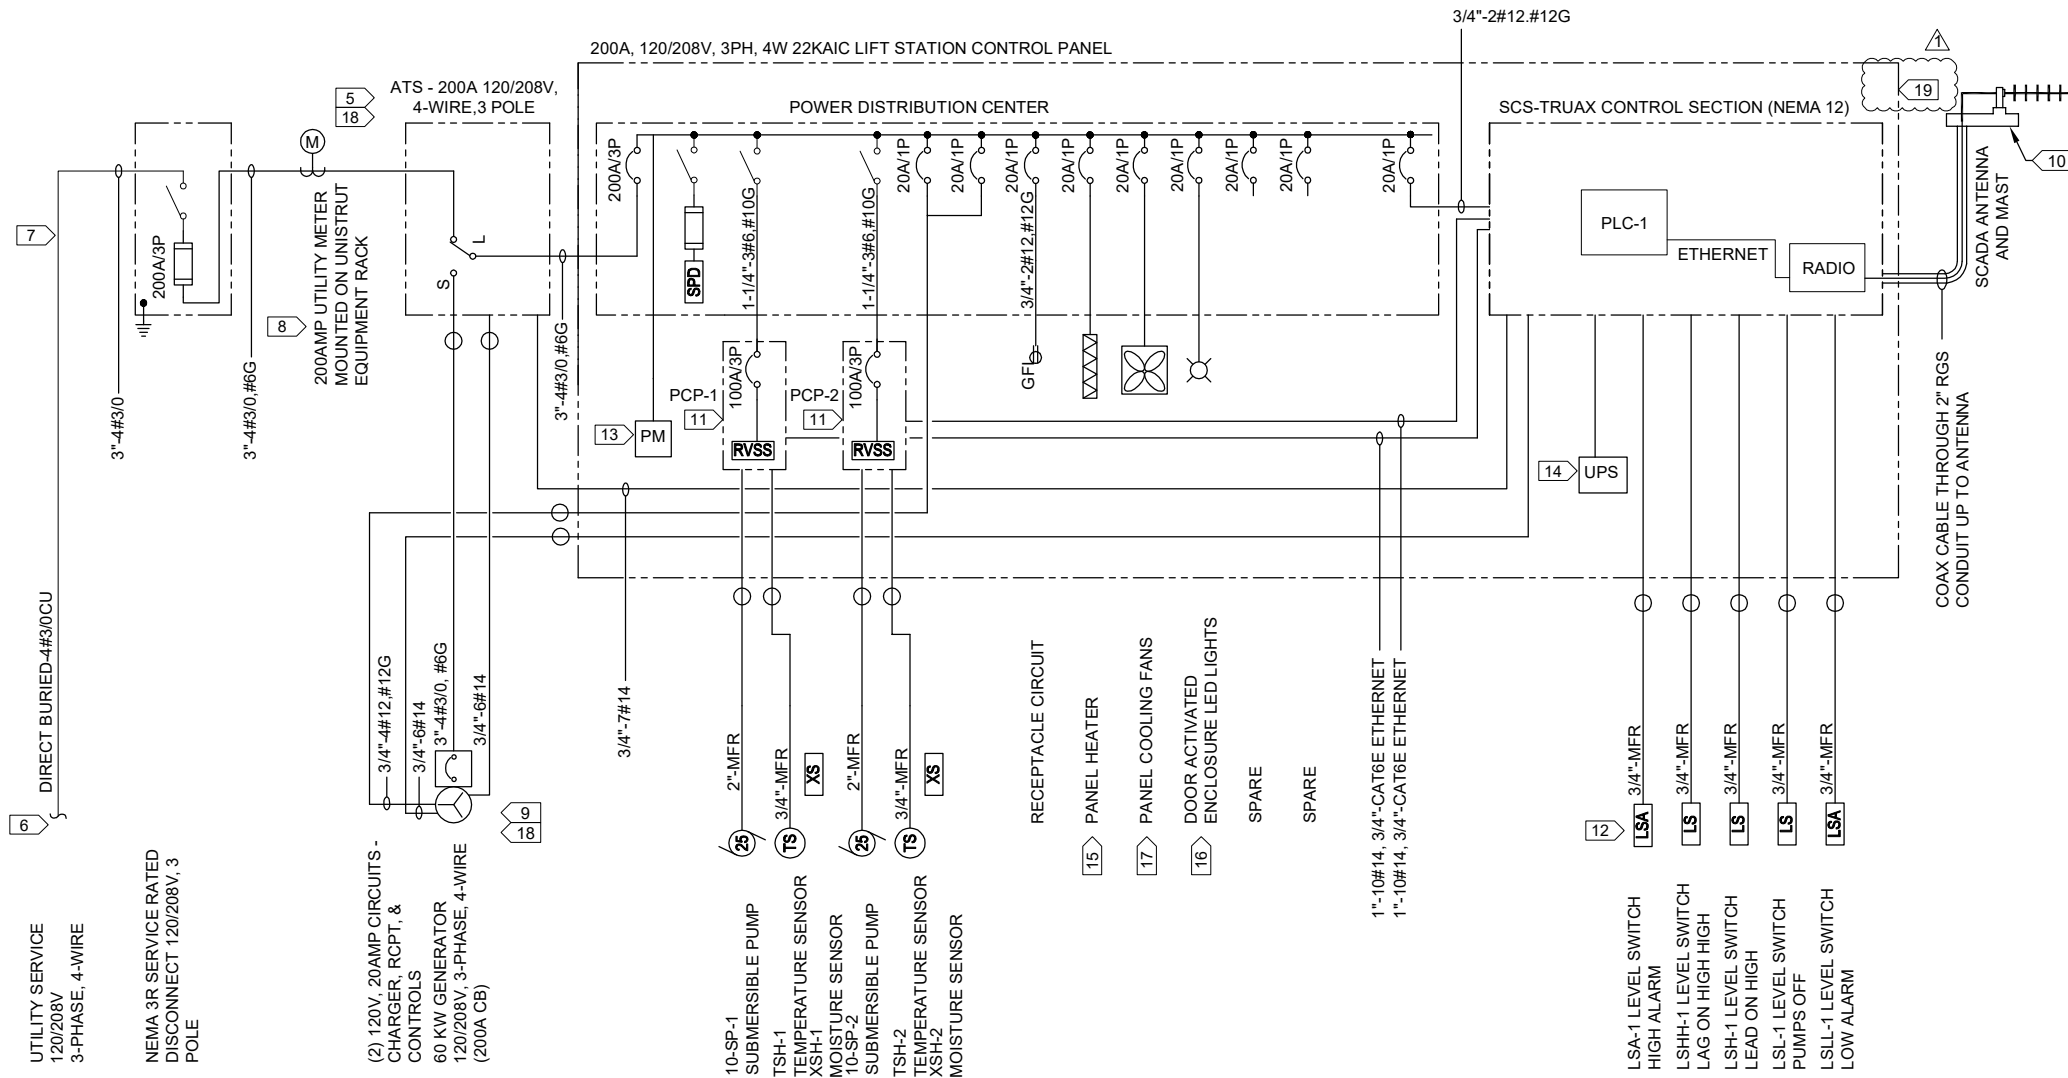 3/4"-2#12.#12G
200A, 120/208V, 3PH, 4W 22KAIC LIFT STATION CONTROL PANEL
1
5
18
ATS - 200A 120/208V,
4-WIRE,3 POLE
POWER DISTRIBUTION CENTER
SCS-TRUAX CONTROL SECTION (NEMA 12)
19
10
M
7
200A/3P
8
200AMP UTILITY METER
MOUNTED ON UNISTRUT
EQUIPMENT RACK
L
S
3"-4#3/0
3"-4#3/0,#6G
3"-4#3/0,#6G
200A/3P
SPD
1-1/4"-3#6,#10G
1-1/4"-3#6,#10G
20A/1P
20A/1P
20A/1P
20A/1P
20A/1P
20A/1P
20A/1P
20A/1P
3/4"-2#12,#12G
GFI
PLC-1
ETHERNET
RADIO
SCADA ANTENNA
AND MAST
COAX CABLE THROUGH 2" RGS
CONDUIT UP TO ANTENNA
PCP-1
11
100A/3P
RVSS
PCP-2
11
100A/3P
RVSS
13
PM
14
UPS
DIRECT BURIED-4#3/0CU
6
3/4"-4#12,#12G
3/4"-6#14
3"-4#3/0, #6G
3/4"-6#14
9
18
3/4"-7#14
2"-MFR
3/4"-MFR
XS
2"-MFR
3/4"-MFR
XS
25
TS
25
TS
RECEPTACLE CIRCUIT
15
PANEL HEATER
17
PANEL COOLING FANS
16
DOOR ACTIVATED
ENCLOSURE LED LIGHTS
SPARE
SPARE
1"-10#14, 3/4"-CAT6E ETHERNET
1"-10#14, 3/4"-CAT6E ETHERNET
3/4"-MFR
3/4"-MFR
3/4"-MFR
3/4"-MFR
3/4"-MFR
12
LSA
LS
LS
LS
LSA
UTILITY SERVICE
120/208V
3-PHASE, 4-WIRE
NEMA 3R SERVICE RATED
DISCONNECT 120/208V, 3
POLE
(2) 120V, 20AMP CIRCUITS -
CHARGER, RCPT, &
CONTROLS
60 KW GENERATOR
120/208V, 3-PHASE, 4-WIRE
(200A CB)
10-SP-1
SUBMERSIBLE PUMP
TSH-1
TEMPERATURE SENSOR
XSH-1
MOISTURE SENSOR
10-SP-2
SUBMERSIBLE PUMP
TSH-2
TEMPERATURE SENSOR
XSH-2
MOISTURE SENSOR
LSA-1 LEVEL SWITCH
HIGH ALARM
LSHH-1 LEVEL SWITCH
LAG ON HIGH HIGH
LSH-1 LEVEL SWITCH
LEAD ON HIGH
LSL-1 LEVEL SWITCH
PUMPS OFF
LSLL-1 LEVEL SWITCH
LOW ALARM